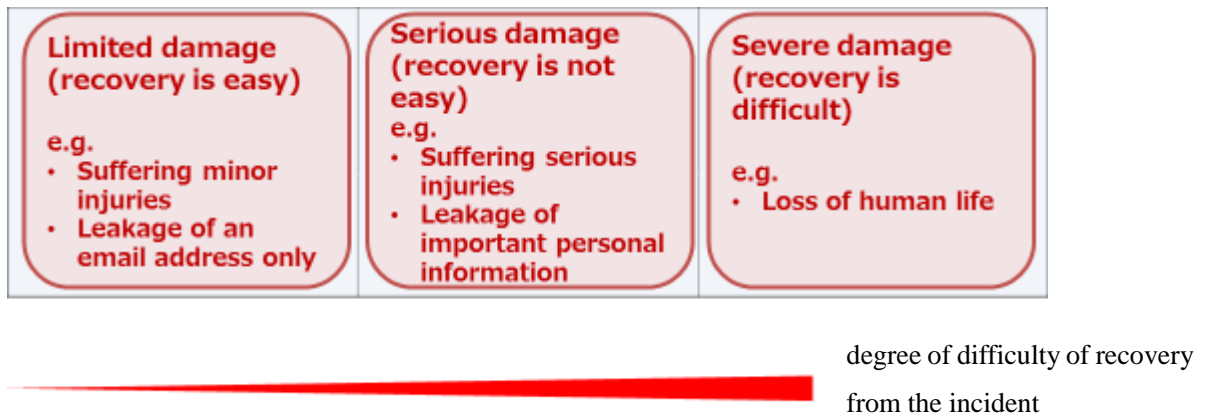 Limited damage
(recovery is easy)
e.g.
• Suffering minor
injuries
• Leakage of an
email address only
Serious damage
(recovery is not
easy)
e.g.
• Suffering serious
injuries
• Leakage of
important personal
information
Severe damage
(recovery is
difficult)
e.g.
• Loss of human life
degree of difficulty of recovery
from the incident